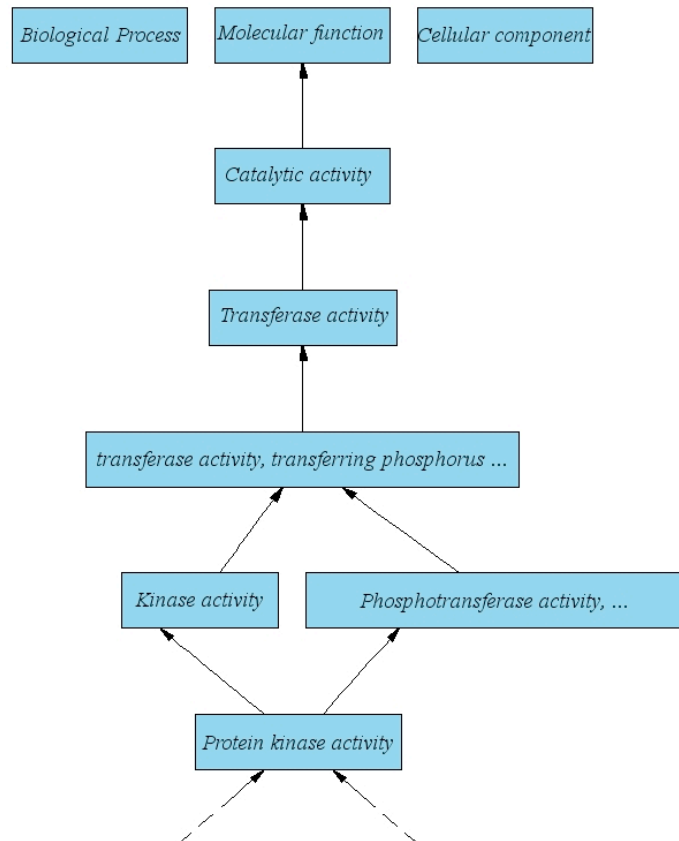 Biological Process
Molecular function
Cellular component
Catalytic activity
Transferase activity
transferase activity, transferring phosphorus ...
Kinase activity
Phosphotransferase activity, ...
Protein kinase activity